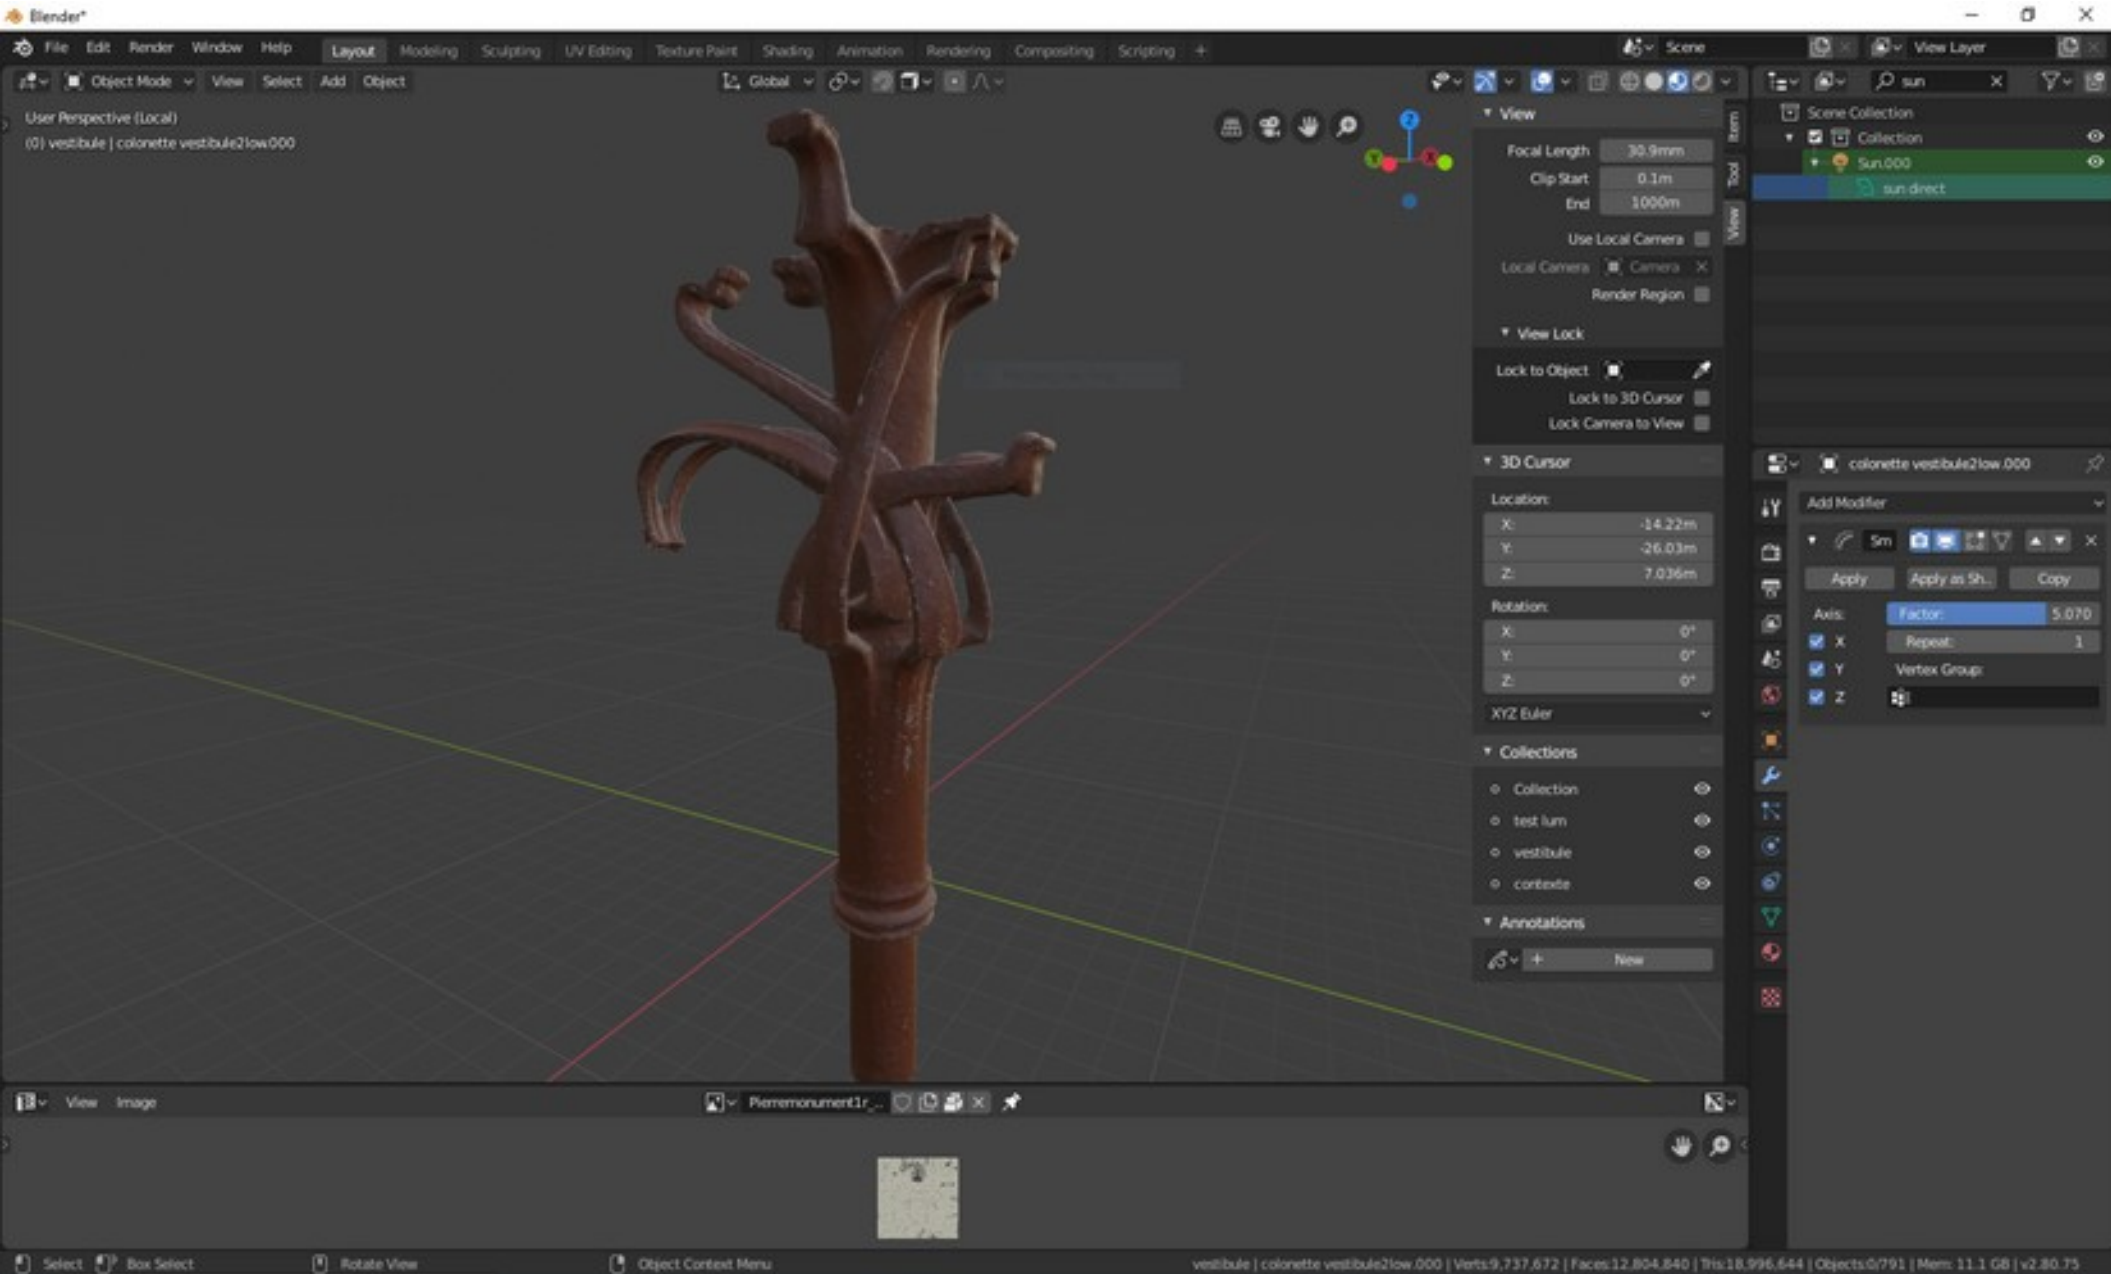 Blender*
File Edit Render Window Help
Layout Modeling Sculpting UV Editing Texture Paint Shading Animation Rendering Compositing Scripting +
Scene
View Layer
Object Mode View Select Add Object
Global
sun
User Perspective (Local)
(0) vestibule | colonette vestibule2low.000
View
Focal Length 30.9mm
Clip Start 0.1m
End 1000m
Use Local Camera
Local Camera Camera
Render Region
View Lock
Lock to Object
Lock to 3D Cursor
Lock Camera to View
3D Cursor
Location:
X: -14.22m
Y: -26.03m
Z: 7.036m
Rotation:
X: 0°
Y: 0°
Z: 0°
XYZ Euler
Collections
Collection
test lum
vestibule
contexte
Annotations
+ New
Item
Tool
View
Z
Y
X
Scene Collection
Collection
Sun.000
sun direct
colonette vestibule2low.000
Add Modifier
Sm
Apply Apply as Sh.. Copy
Axis: Factor: 5.070
X Repeat: 1
Y Vertex Group:
Z
View Image
Pierremonument1r_..
Select Box Select Rotate View Object Context Menu
vestibule | colonette vestibule2low.000 | Verts:9,737,672 | Faces:12,804,840 | Tris:18,996,644 | Objects:0/791 | Mem: 11.1 GB | v2.80.75